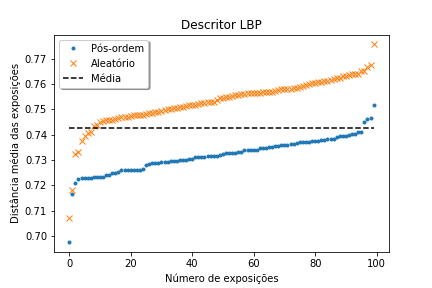 Descritor LBP
Pós-ordem
Aleatório
Média
Distância média das exposições
0.77
0.76
0.75
0.74
0.73
0.72
0.71
0.70
0 20 40 60 80 100
Número de exposições